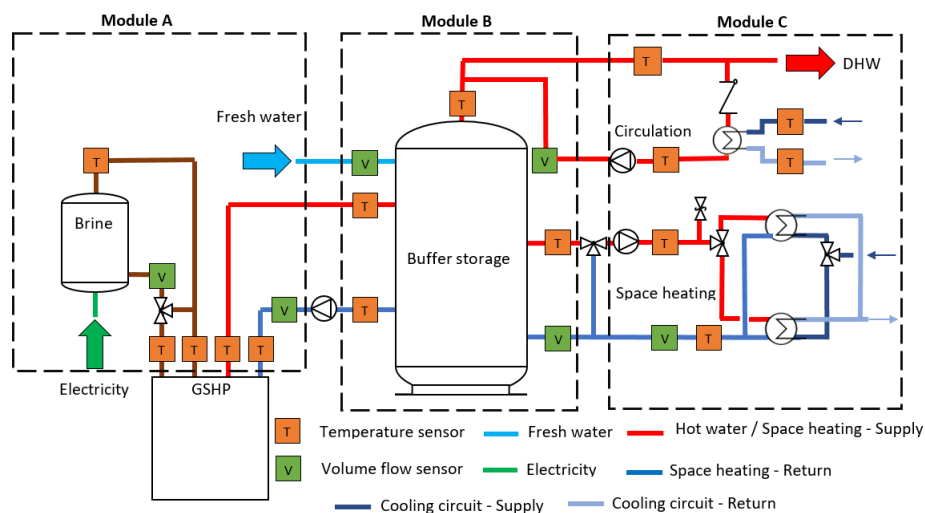 Module A
Module B
Module C
T
DHW
T
Fresh water
T
Circulation
T
V
V
T
T
Brine
T
T
T
V
Buffer storage
Space heating
V
T
V
V
T
T
T
T
T
Electricity
GSHP
T
Temperature sensor
Fresh water
Hot water / Space heating - Supply
V
Volume flow sensor
Electricity
Space heating - Return
Cooling circuit - Supply
Cooling circuit - Return